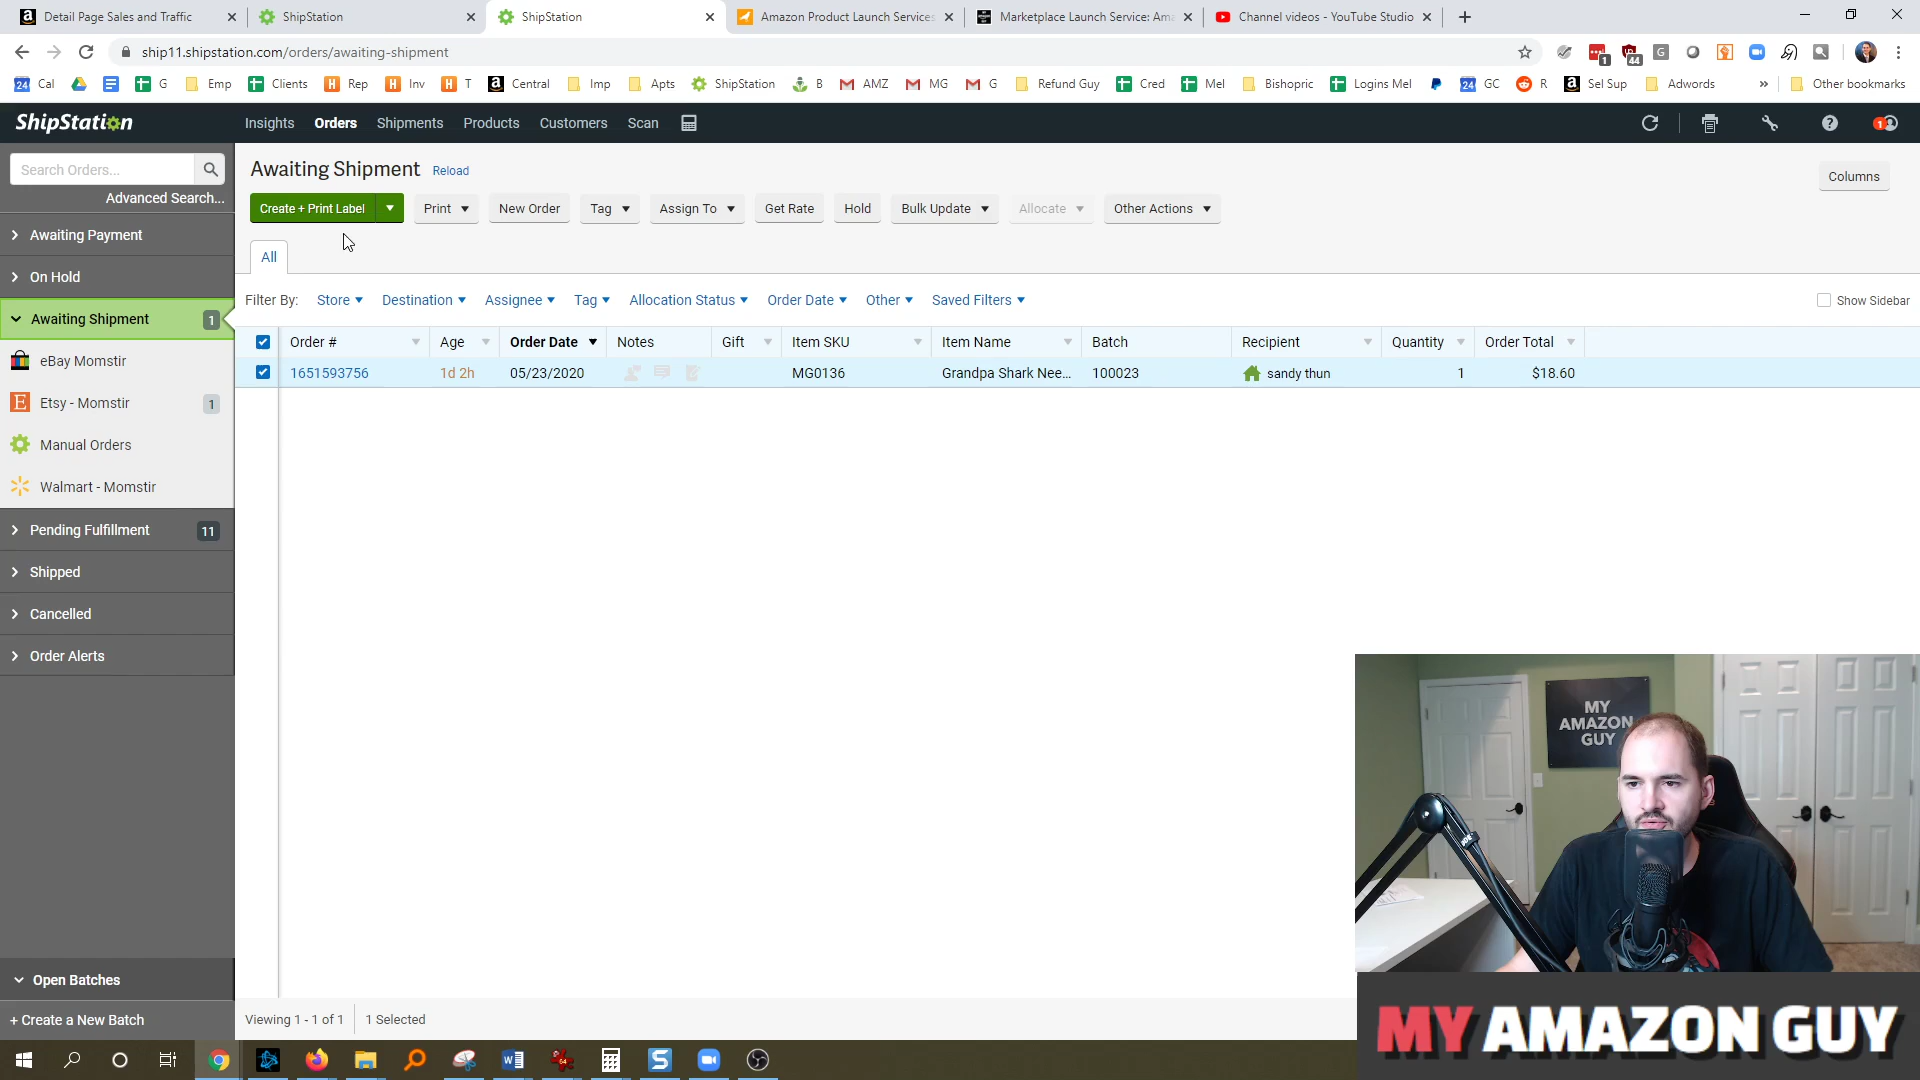 Detail Page Sales and Traffic
ShipStation
ShipStation
Amazon Product Launch Services
Marketplace Launch Service: Am
Channel videos - YouTube Studio
ship11.shipstation.com/orders/awaiting-shipment
1
44
24 Cal
G
Emp
Clients
Rep
Inv
T
Central
Imp
Apts
ShipStation
B
AMZ
MG
G
Refund Guy
Cred
Mel
Bishopric
Logins Mel
24 GC
R
Sel Sup
Adwords
»
Other bookmarks
ShipStation
Insights
Orders
Shipments
Products
Customers
Scan
1
Search Orders...
Advanced Search...
Awaiting Payment
On Hold
Awaiting Shipment 1
eBay Momstir
Etsy - Momstir 1
Manual Orders
Walmart - Momstir
Pending Fulfillment 11
Shipped
Cancelled
Order Alerts
Open Batches
+ Create a New Batch
Awaiting Shipment Reload
Columns
Create + Print Label
Print
New Order
Tag
Assign To
Get Rate
Hold
Bulk Update
Allocate
Other Actions
All
Filter By: Store Destination Assignee Tag Allocation Status Order Date Other Saved Filters
Show Sidebar
Order # Age Order Date Notes Gift Item SKU Item Name Batch Recipient Quantity Order Total
1651593756 1d 2h 05/23/2020 MG0136 Grandpa Shark Nee... 100023 sandy thun 1 $18.60
Viewing 1 - 1 of 1
1 Selected
MY
AMAZON
GUY
MY AMAZON GUY
64